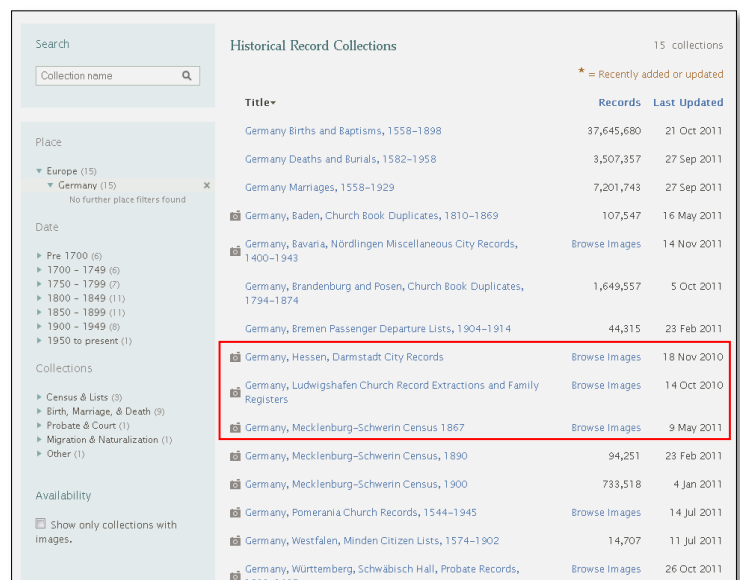 Search
Collection name
Place
Europe (15)
Germany (15) ×
No further place filters found
Date
Pre 1700 (6)
1700 – 1749 (6)
1750 – 1799 (7)
1800 – 1849 (11)
1850 – 1899 (11)
1900 – 1949 (8)
1950 to present (1)
Collections
Census & Lists (3)
Birth, Marriage, & Death (9)
Probate & Court (1)
Migration & Naturalization (1)
Other (1)
Availability
Show only collections with
images.
Historical Record Collections 15 collections
* = Recently added or updated
Title Records Last Updated
Germany Births and Baptisms, 1558–1898 37,645,680 21 Oct 2011
Germany Deaths and Burials, 1582–1958 3,507,357 27 Sep 2011
Germany Marriages, 1558–1929 7,201,743 27 Sep 2011
Germany, Baden, Church Book Duplicates, 1810–1869 107,547 16 May 2011
Germany, Bavaria, Nördlingen Miscellaneous City Records, Browse Images 14 Nov 2011
1400–1943
Germany, Brandenburg and Posen, Church Book Duplicates, 1,649,557 5 Oct 2011
1794–1874
Germany, Bremen Passenger Departure Lists, 1904–1914 44,315 23 Feb 2011
Germany, Hessen, Darmstadt City Records Browse Images 18 Nov 2010
Germany, Ludwigshafen Church Record Extractions and Family Browse Images 14 Oct 2010
Registers
Germany, Mecklenburg–Schwerin Census 1867 Browse Images 9 May 2011
Germany, Mecklenburg–Schwerin Census, 1890 94,251 23 Feb 2011
Germany, Mecklenburg–Schwerin Census, 1900 733,518 4 Jan 2011
Germany, Pomerania Church Records, 1544–1945 Browse Images 14 Jul 2011
Germany, Westfalen, Minden Citizen Lists, 1574–1902 14,707 11 Jul 2011
Germany, Württemberg, Schwäbisch Hall, Probate Records, Browse Images 26 Oct 2011